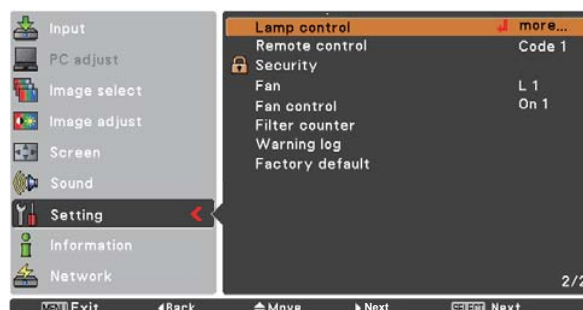 Input
PC adjust
Image select
Image adjust
Screen
Sound
Setting
Information
Network
Lamp control more...
Remote control Code 1
Security
Fan L 1
Fan control On 1
Filter counter
Warning log
Factory default
2/2
MENU Exit Back Move Next SELECT Next